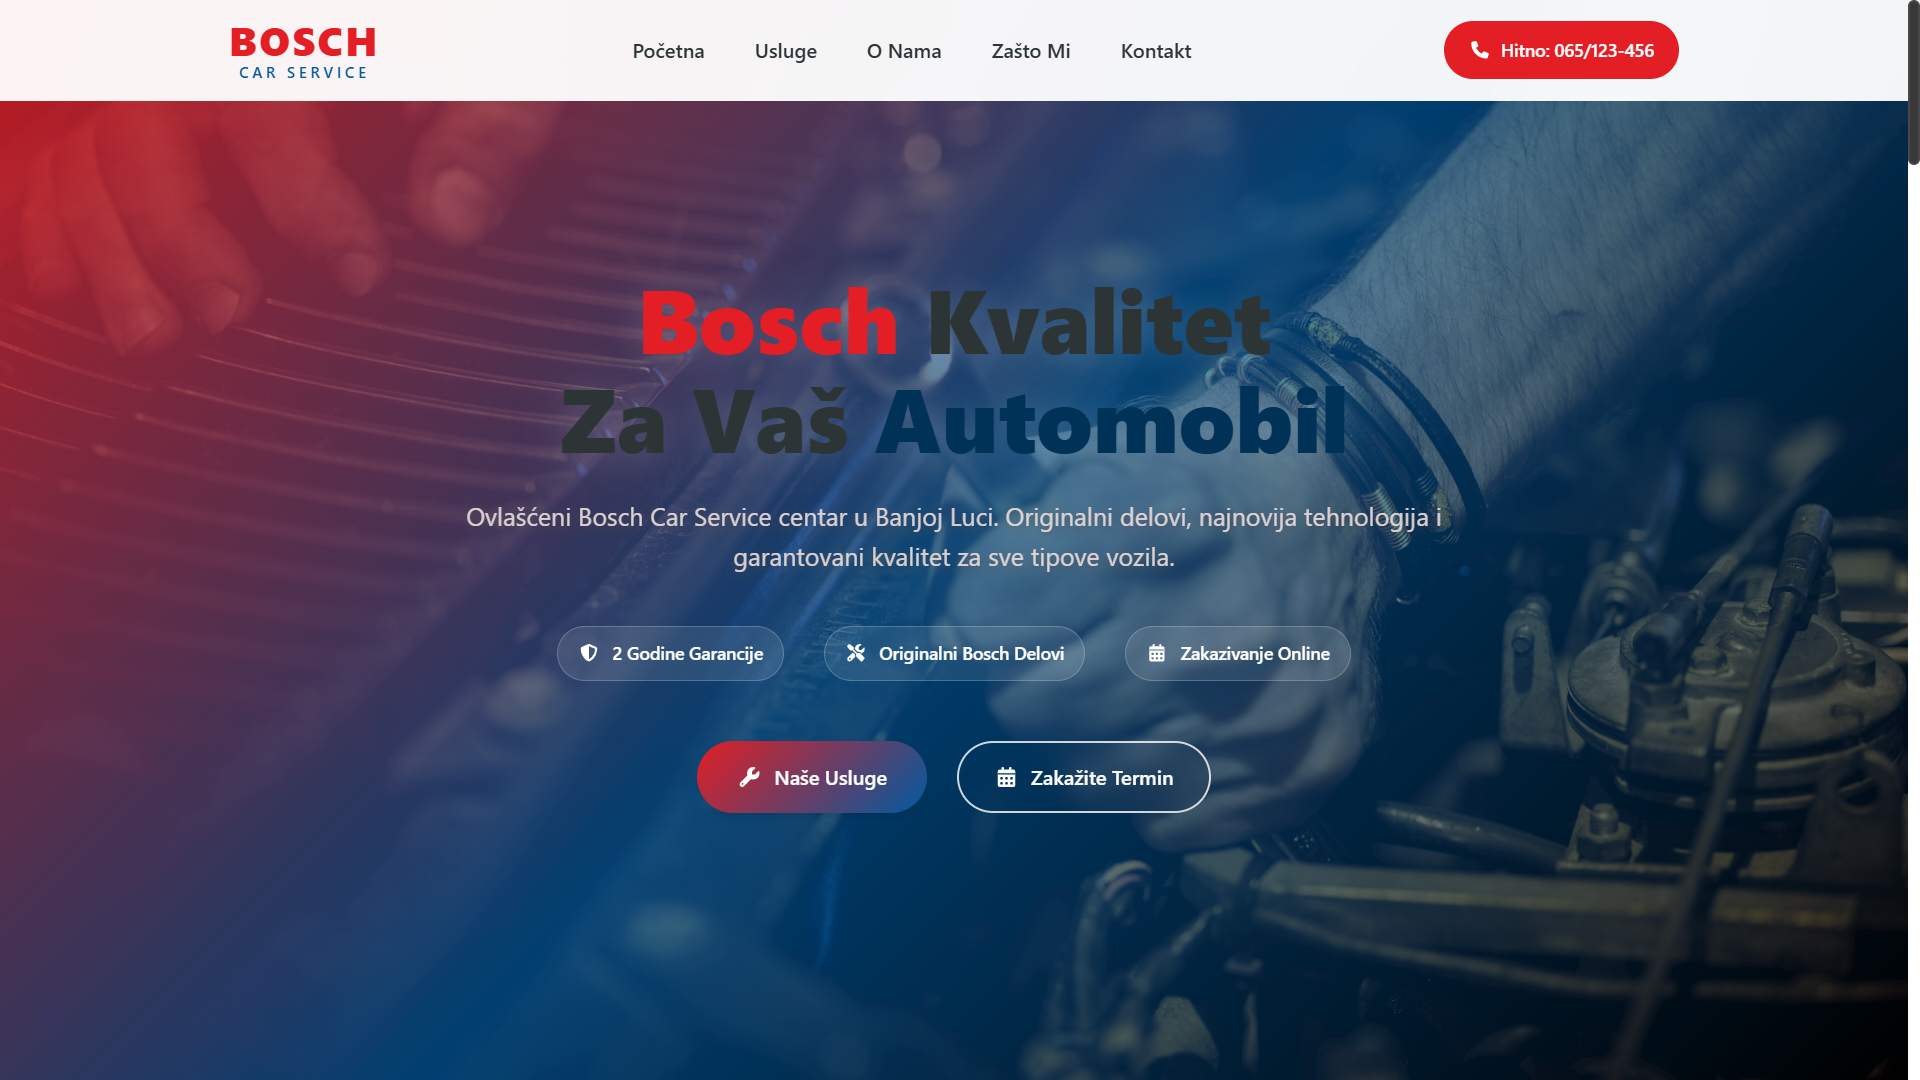 BOSCH
CAR SERVICE
Početna
Usluge
O Nama
Zašto Mi
Kontakt
Hitno: 065/123-456
Bosch Kvalitet
Za Vaš Automobil
Ovlašćeni Bosch Car Service centar u Banjoj Luci. Originalni delovi, najnovija tehnologija i
garantovani kvalitet za sve tipove vozila.
2 Godine Garancije
Originalni Bosch Delovi
Zakazivanje Online
Naše Usluge
Zakažite Termin